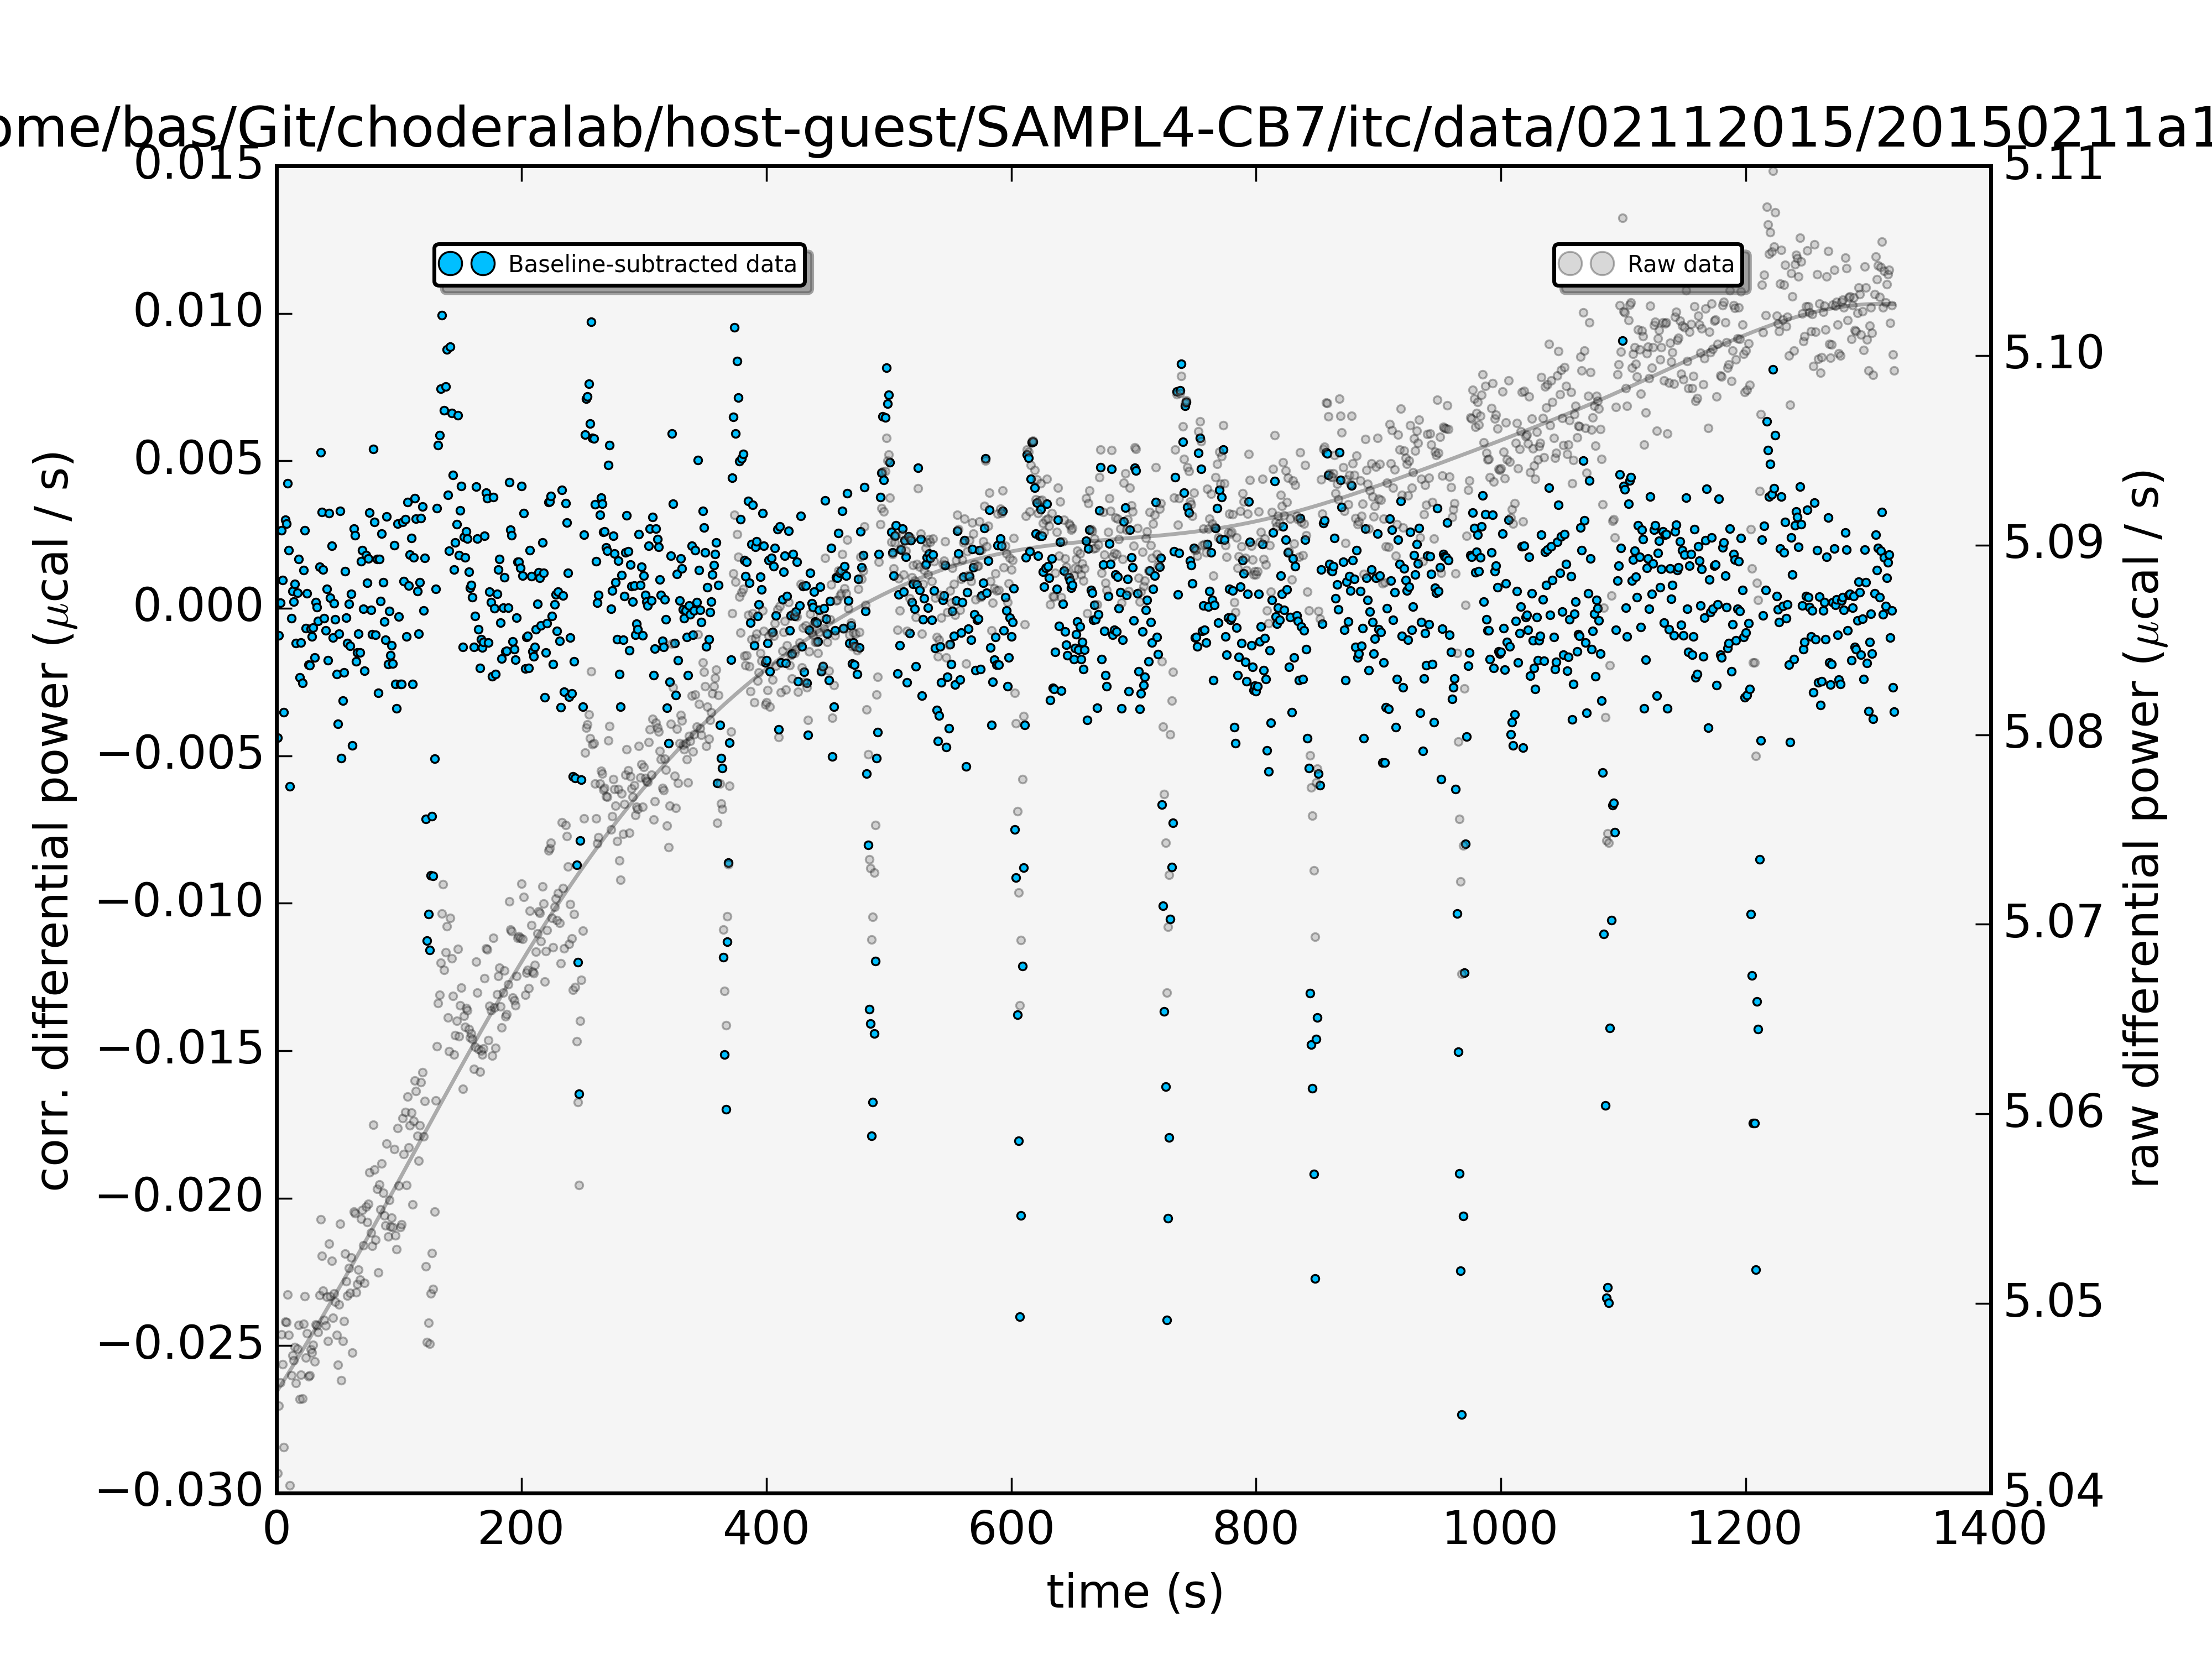 ome/bas/Git/choderalab/host-guest/SAMPL4-CB7/itc/data/02112015/20150211a1
Baseline-subtracted data
Raw data
corr. differential power (μcal / s)
0.015
0.010
0.005
0.000
−0.005
−0.010
−0.015
−0.020
−0.025
−0.030
5.11
5.10
5.09
5.08
5.07
5.06
5.05
5.04
raw differential power (μcal / s)
0 200 400 600 800 1000 1200 1400
time (s)